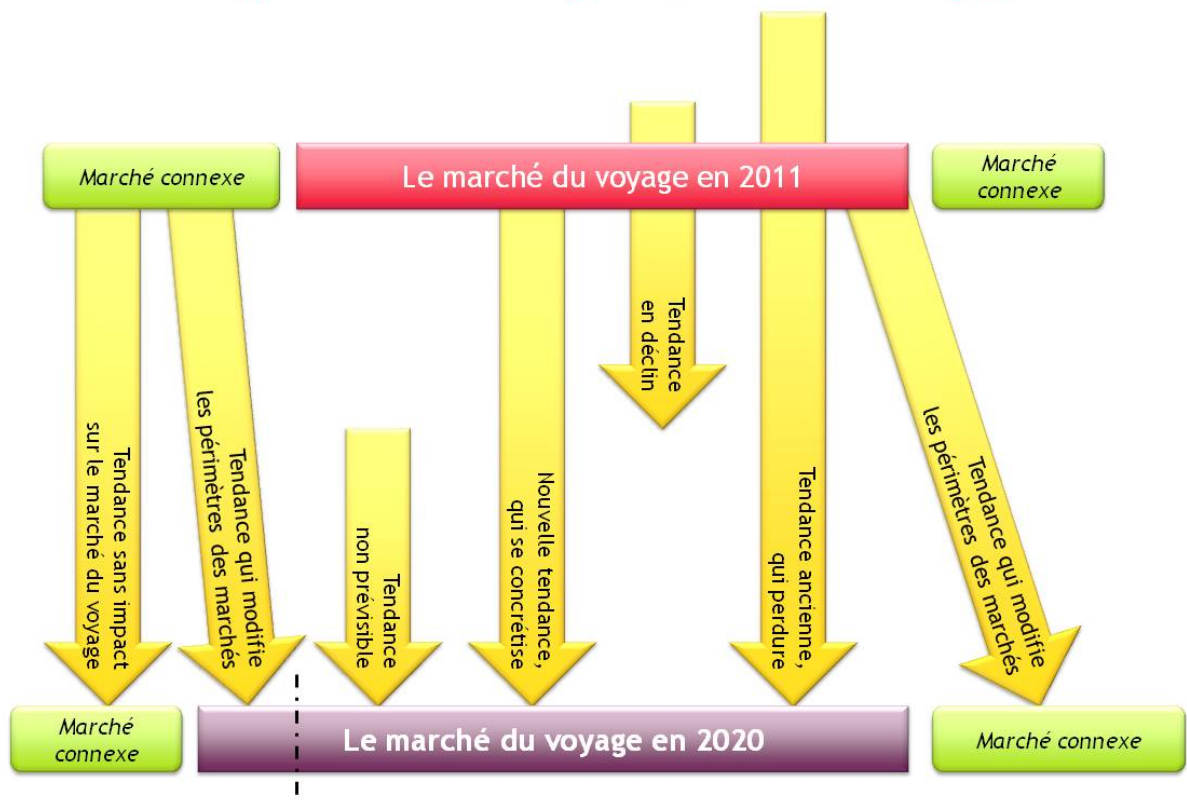 Marché connexe
Le marché du voyage en 2011
Marché
connexe
Tendance sans impact
sur le marché du voyage
Tendance qui modifie
les périmètres des marchés
Tendance
non prévisible
Nouvelle tendance,
qui se concrétise
Tendance
en déclin
Tendance ancienne,
qui perdure
Tendance qui modifie
les périmètres des marchés
Marché
connexe
Le marché du voyage en 2020
Marché connexe